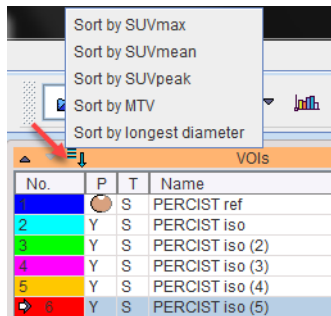 Sort by SUVmax
Sort by SUVmean
Sort by SUVpeak
Sort by MTV
Sort by longest diameter
VOIs
No. P T Name
1 S PERCIST ref
2 Y S PERCIST iso
3 Y S PERCIST iso (2)
4 Y S PERCIST iso (3)
5 Y S PERCIST iso (4)
6 Y S PERCIST iso (5)